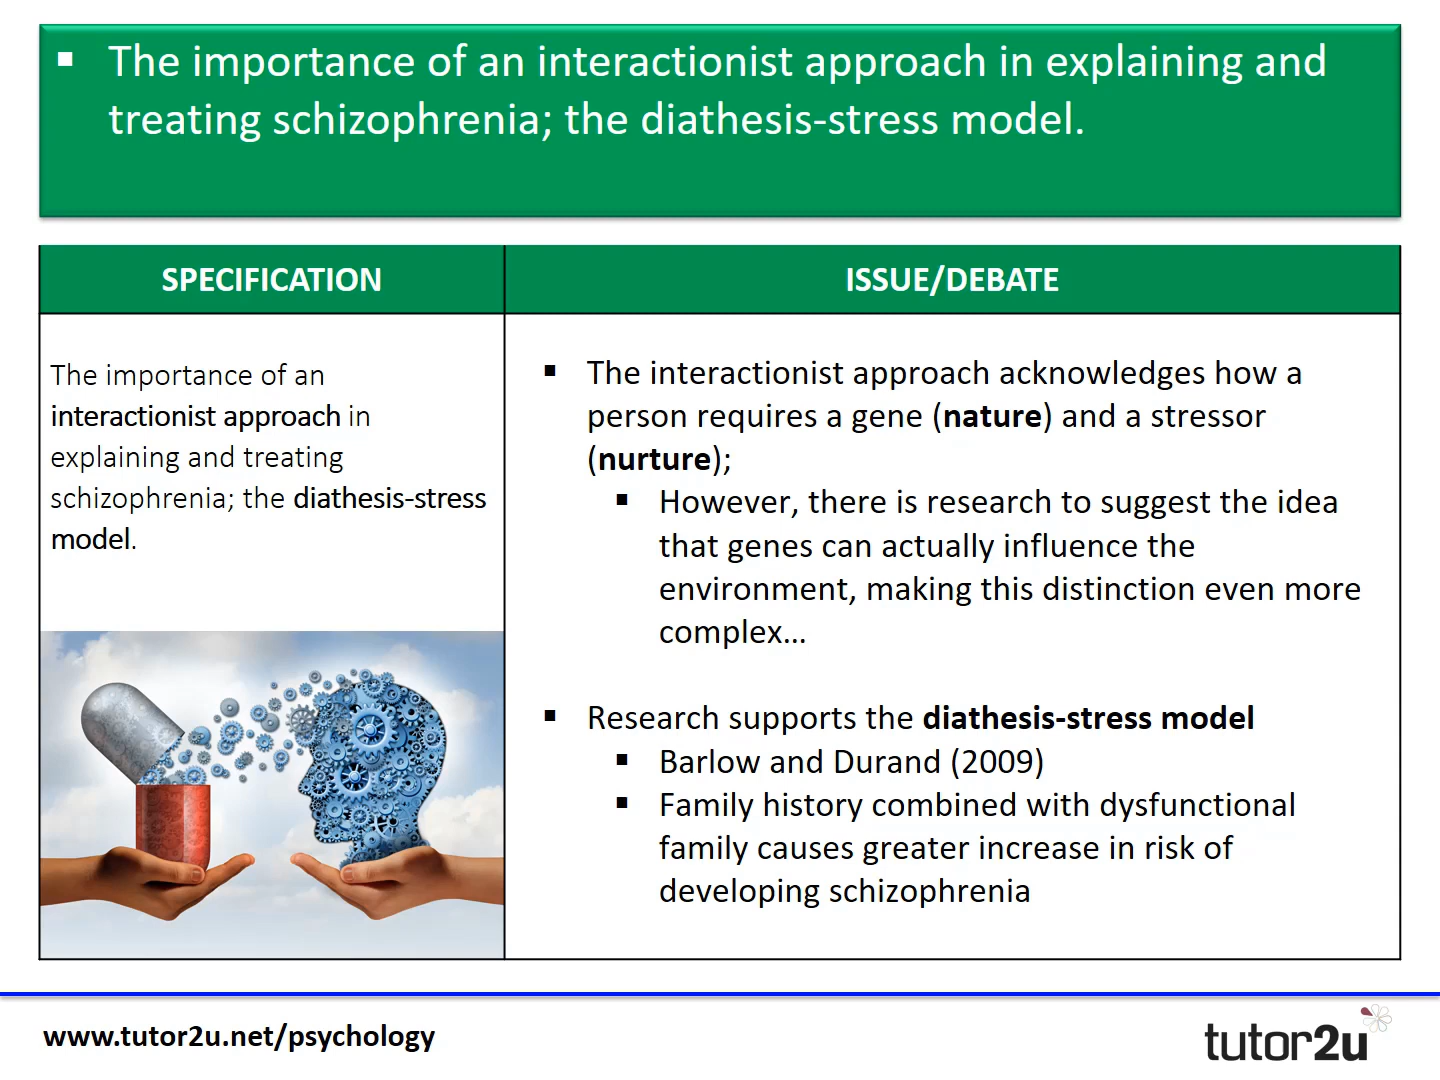 ▪ The importance of an interactionist approach in explaining and
treating schizophrenia; the diathesis-stress model.
SPECIFICATION
ISSUE/DEBATE
The importance of an
interactionist approach in
explaining and treating
schizophrenia; the diathesis-stress
model.
▪ The interactionist approach acknowledges how a
person requires a gene (nature) and a stressor
(nurture);
▪ However, there is research to suggest the idea
that genes can actually influence the
environment, making this distinction even more
complex...
▪ Research supports the diathesis-stress model
▪ Barlow and Durand (2009)
▪ Family history combined with dysfunctional
family causes greater increase in risk of
developing schizophrenia
www.tutor2u.net/psychology
tutor2u